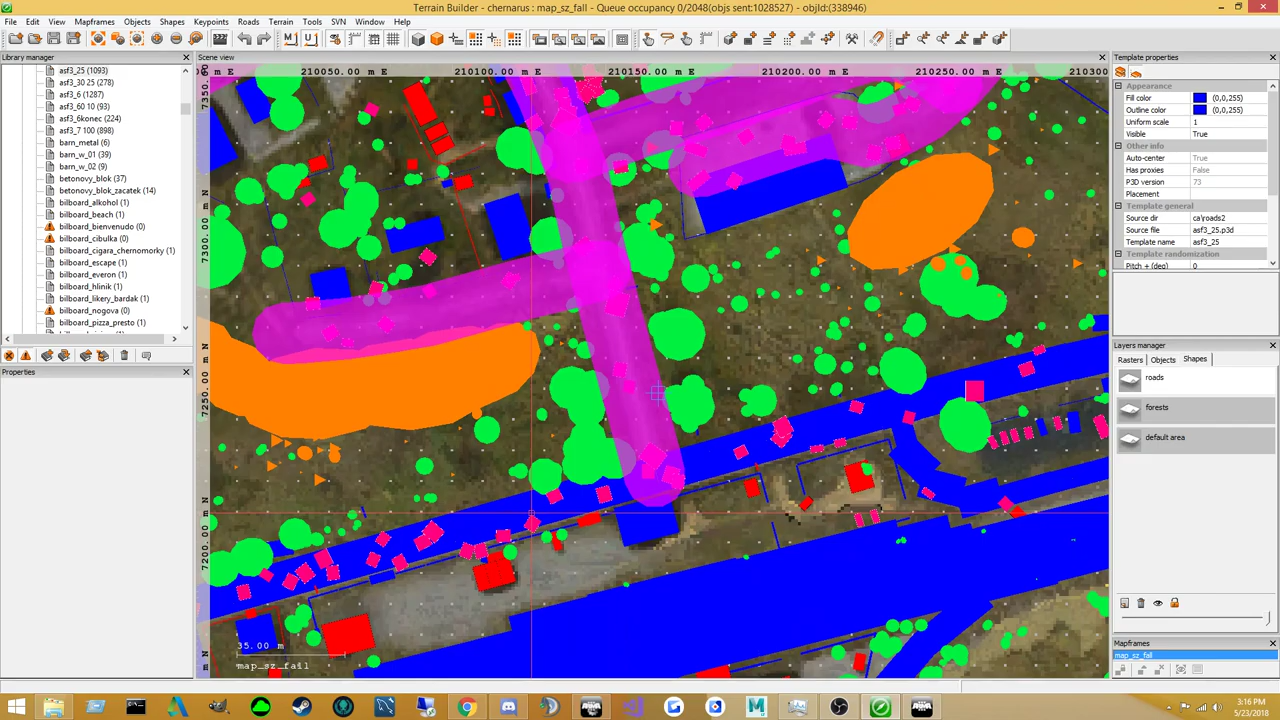 Terrain Builder - chernarus : map_sz_fall - Queue occupancy 0/2048(objs sent:1028527) - objId:(338946)
File Edit View Mapframes Objects Shapes Keypoints Roads Terrain Tools SVN Window Help
Library manager
asf3_25 (1093)
asf3_30 25 (278)
asf3_6 (1287)
asf3_60 10 (93)
asf3_6konec (224)
asf3_7 100 (898)
barn_metal (6)
barn_w_01 (39)
barn_w_02 (9)
betonovy_blok (37)
betonovy_blok_zacatek (14)
bilboard_alkohol (1)
bilboard_beach (1)
bilboard_bienvenudo (0)
bilboard_cibulka (0)
bilboard_cigara_chernomorky (1)
bilboard_escape (1)
bilboard_everon (1)
bilboard_hlinik (1)
bilboard_likery_bardak (1)
bilboard_nogova (0)
bilboard_pizza_presto (1)
Properties
Scene view
210050.00 m E 210100.00 m E 210150.00 m E 210200.00 m E 210250.00 m E 210300
7350.
7300.00 m N
7250.00 m N
7200.00 m N
m N
35.00 m
map_sz_fall
Template properties
Appearance
Fill color (0,0,255)
Outline color (0,0,255)
Uniform scale 1
Visible True
Other info
Auto-center True
Has proxies False
P3D version 73
Placement
Template general
Source dir ca\roads2
Source file asf3_25.p3d
Template name asf3_25
Template randomization
Pitch + (deg) 0
Layers manager
Rasters Objects Shapes
roads
forests
default area
Mapframes
map_sz_fall
3:16 PM
5/23/2018